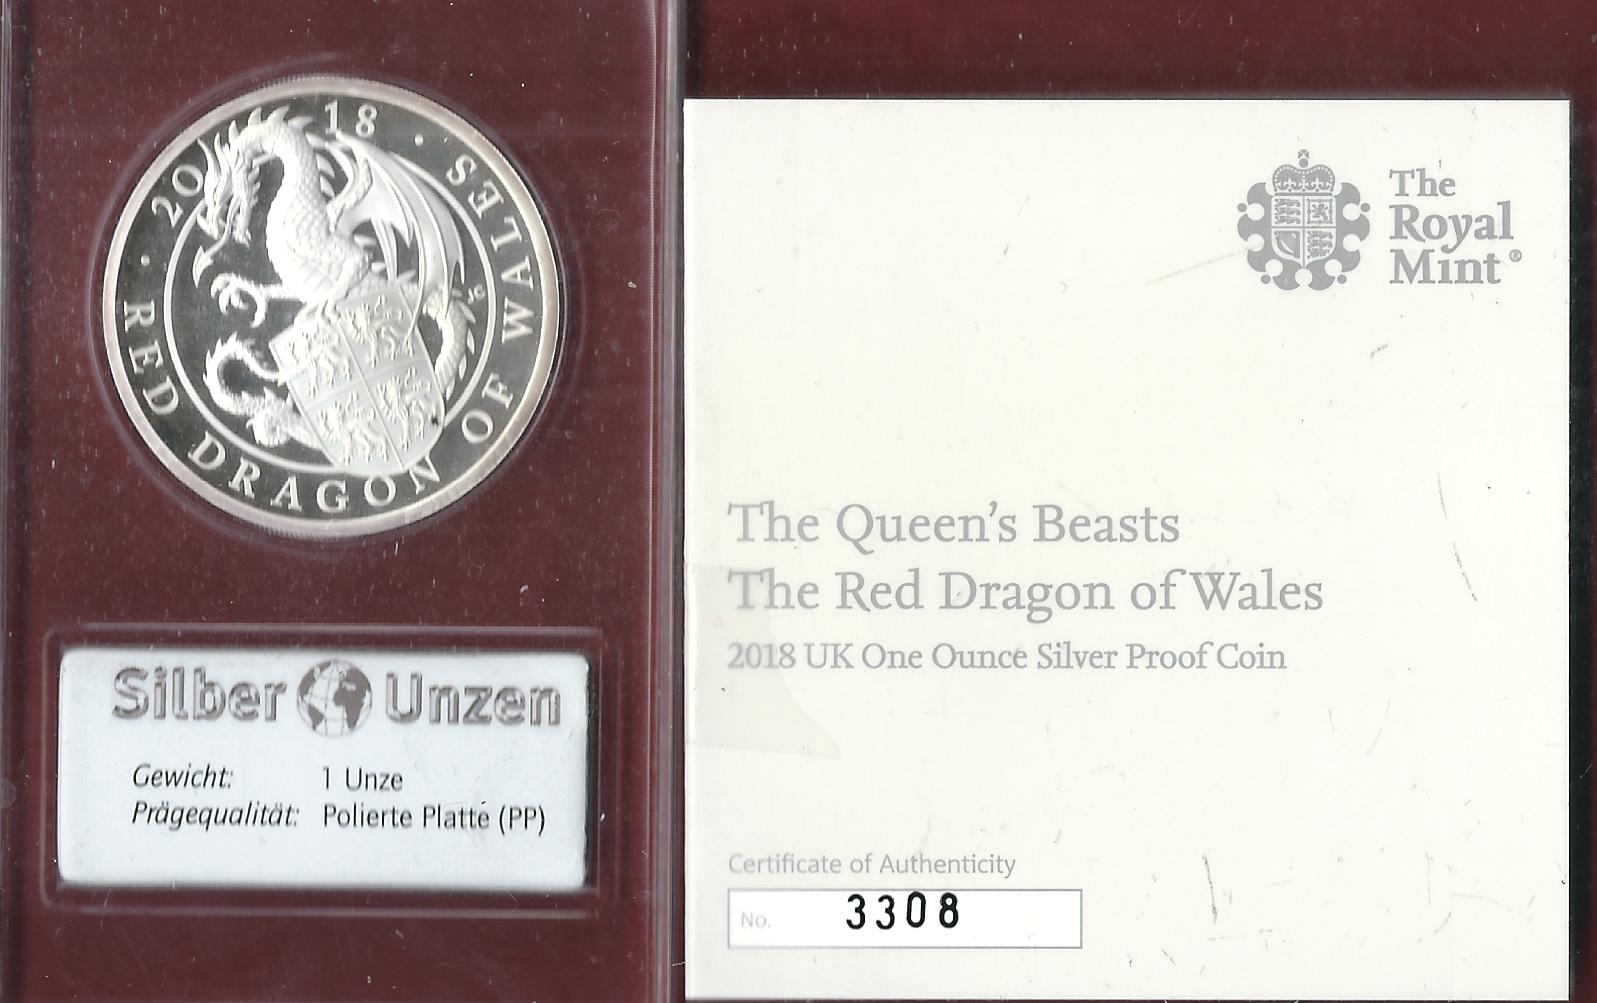 2018 · RED DRAGON OF WALES ·
JC
Silber Unzen
Gewicht: 1 Unze
Prägequalität: Polierte Platte (PP)
The
Royal
Mint®
The Queen's Beasts
The Red Dragon of Wales
2018 UK One Ounce Silver Proof Coin
Certificate of Authenticity
No. 3308